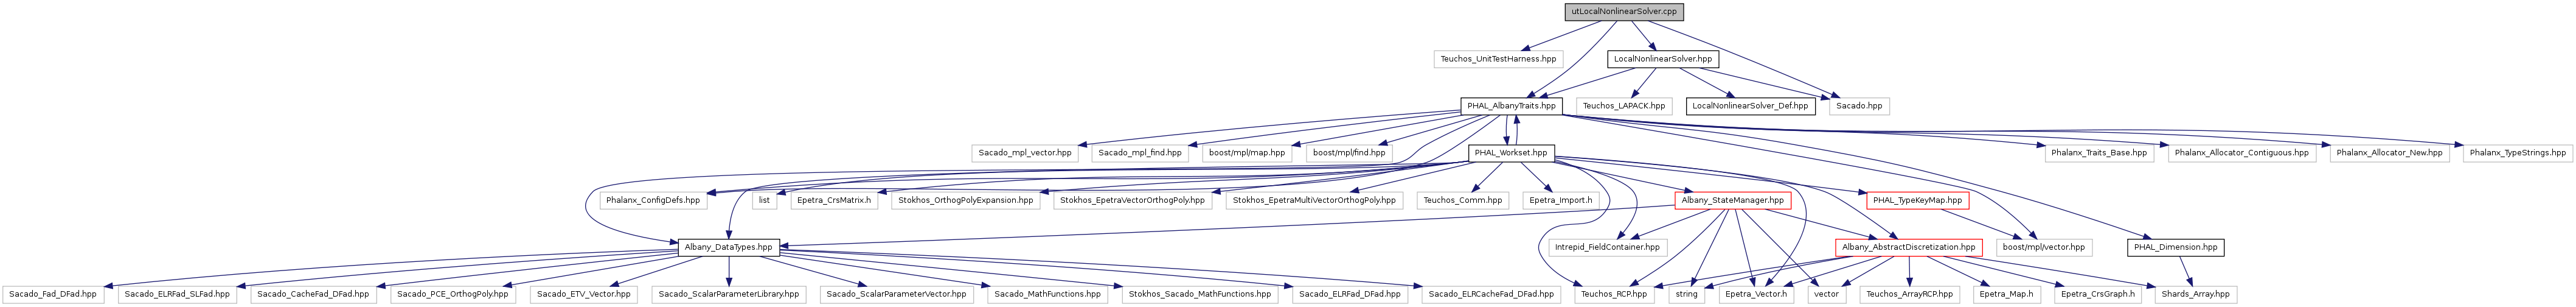 utLocalNonlinearSolver.cpp
Teuchos_UnitTestHarness.hpp
LocalNonlinearSolver.hpp
PHAL_AlbanyTraits.hpp
Teuchos_LAPACK.hpp
LocalNonlinearSolver_Def.hpp
Sacado.hpp
Sacado_mpl_vector.hpp
Sacado_mpl_find.hpp
boost/mpl/map.hpp
boost/mpl/find.hpp
PHAL_Workset.hpp
Phalanx_Traits_Base.hpp
Phalanx_Allocator_Contiguous.hpp
Phalanx_Allocator_New.hpp
Phalanx_TypeStrings.hpp
Phalanx_ConfigDefs.hpp
list
Epetra_CrsMatrix.h
Stokhos_OrthogPolyExpansion.hpp
Stokhos_EpetraVectorOrthogPoly.hpp
Stokhos_EpetraMultiVectorOrthogPoly.hpp
Teuchos_Comm.hpp
Epetra_Import.h
Albany_StateManager.hpp
PHAL_TypeKeyMap.hpp
Albany_DataTypes.hpp
Intrepid_FieldContainer.hpp
Albany_AbstractDiscretization.hpp
boost/mpl/vector.hpp
PHAL_Dimension.hpp
Sacado_Fad_DFad.hpp
Sacado_ELRFad_SLFad.hpp
Sacado_CacheFad_DFad.hpp
Sacado_PCE_OrthogPoly.hpp
Sacado_ETV_Vector.hpp
Sacado_ScalarParameterLibrary.hpp
Sacado_ScalarParameterVector.hpp
Sacado_MathFunctions.hpp
Stokhos_Sacado_MathFunctions.hpp
Sacado_ELRFad_DFad.hpp
Sacado_ELRCacheFad_DFad.hpp
Teuchos_RCP.hpp
string
Epetra_Vector.h
vector
Teuchos_ArrayRCP.hpp
Epetra_Map.h
Epetra_CrsGraph.h
Shards_Array.hpp